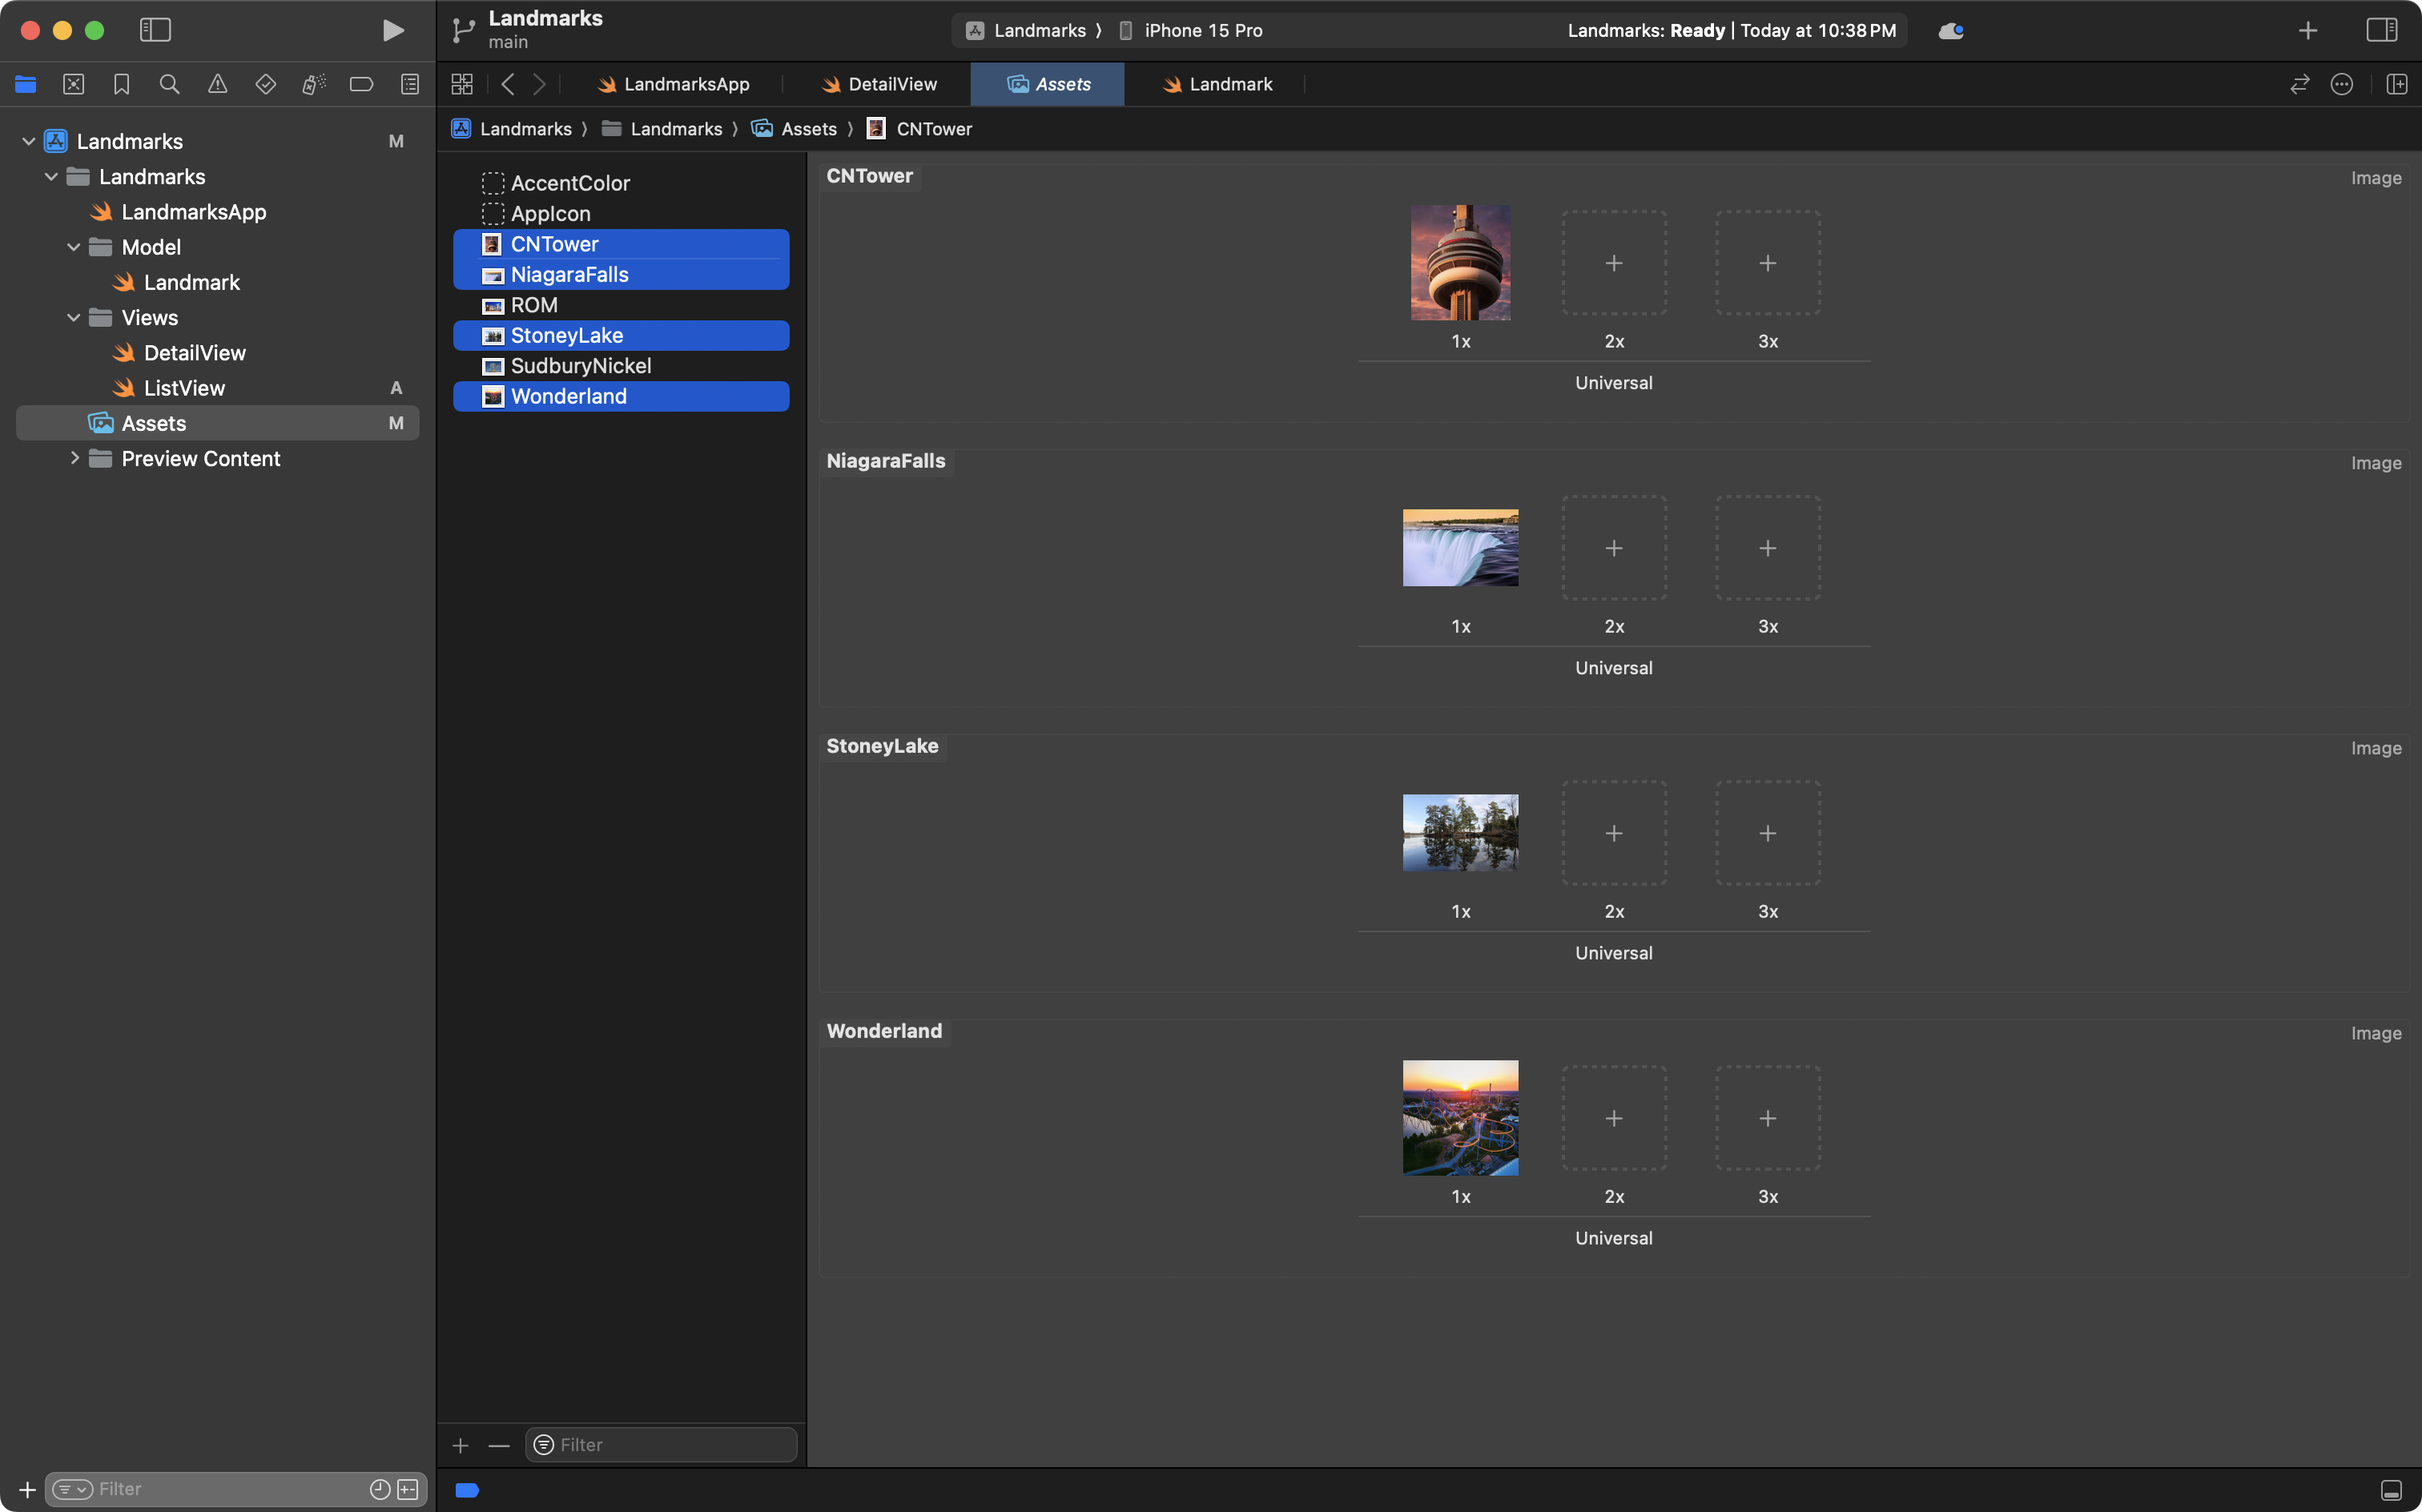 Landmarks
main
Landmarks 〉 iPhone 15 Pro
Landmarks: Ready | Today at 10:38 PM
LandmarksApp
DetailView
Assets
Landmark
Landmarks 〉 Landmarks 〉 Assets 〉 CNTower
Landmarks M
Landmarks
LandmarksApp
Model
Landmark
Views
DetailView
ListView A
Assets M
Preview Content
Filter
AccentColor
AppIcon
CNTower
NiagaraFalls
ROM
StoneyLake
SudburyNickel
Wonderland
Filter
CNTower Image
1x 2x 3x
Universal
NiagaraFalls Image
1x 2x 3x
Universal
StoneyLake Image
1x 2x 3x
Universal
Wonderland Image
1x 2x 3x
Universal